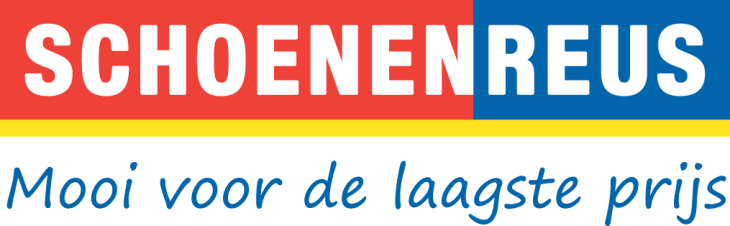 SCHOENENREUS
Mooi voor de laagste prijs